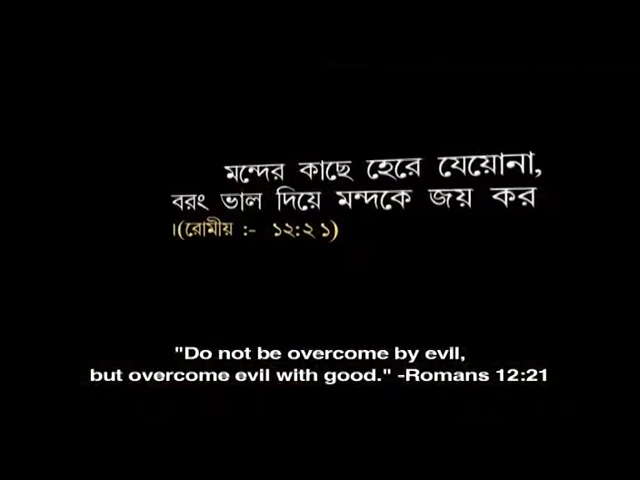 মন্দের কাছে হেরে যেয়োনা,
বরং ভাল দিয়ে মন্দকে জয় কর
।(রোমীয় :- ১২:২১)
"Do not be overcome by evil,
but overcome evil with good." -Romans 12:21